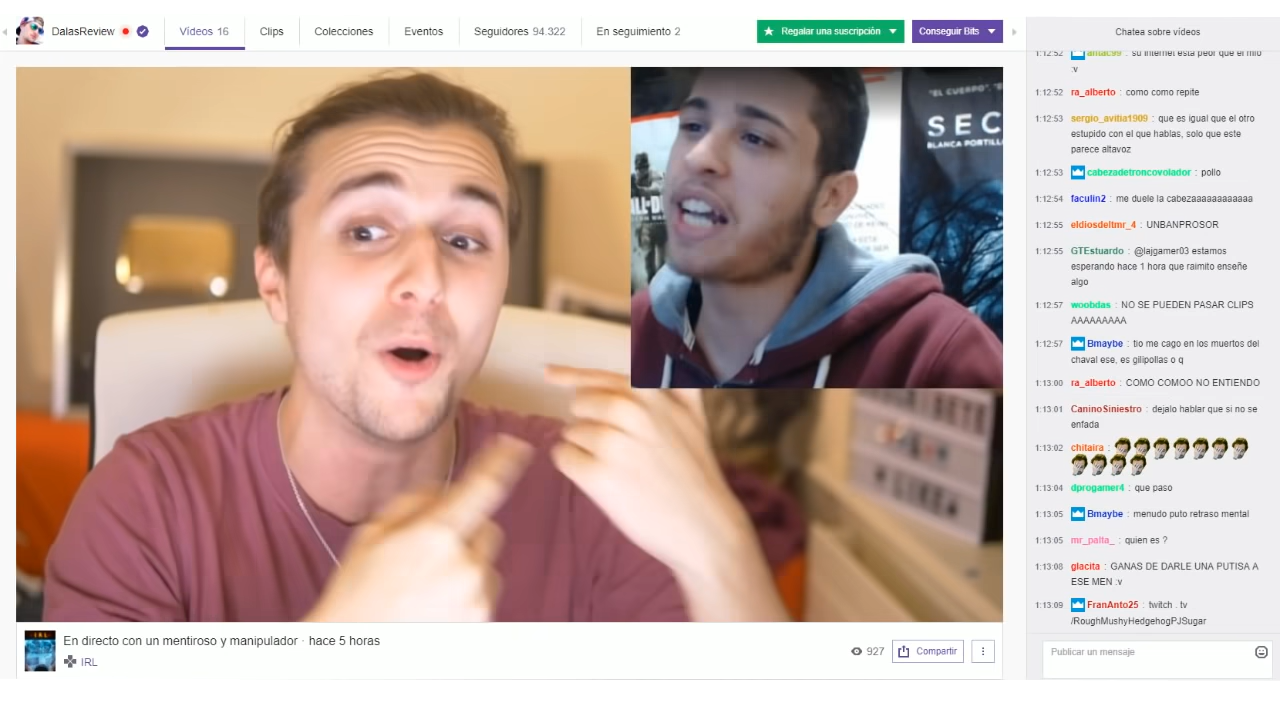 DalasReview
Vídeos 16
Clips
Colecciones
Eventos
Seguidores 94.322
En seguimiento 2
Regalar una suscripción
Conseguir Bits
Chatea sobre vídeos
"EL CUERPO",
SEC
BLANCA PORTILL
1:12:52 amac99 : su internet esta peor que el mio
:v
1:12:52 ra_alberto : como como repite
1:12:53 sergio_avitia1909 : que es igual que el otro
estupido con el que hablas, solo que este
parece altavoz
1:12:53 cabezadetroncovolador : pollo
1:12:54 faculin2 : me duele la cabezaaaaaaaaaaaa
1:12:55 eldiosdeltmr_4 : UNBANPROSOR
1:12:55 GTEstuardo : @lajgamer03 estamos
esperando hace 1 hora que raimito enseñe
algo
1:12:57 woobdas : NO SE PUEDEN PASAR CLIPS
AAAAAAAAA
1:12:57 Bmaybe : tio me cago en los muertos del
chaval ese, es gilipollas o q
1:13:00 ra_alberto : COMO COMOO NO ENTIENDO
1:13:01 CaninoSiniestro : dejalo hablar que si no se
enfada
1:13:02 chitaira :
1:13:04 dprogamer4 : que paso
1:13:05 Bmaybe : menudo puto retraso mental
1:13:05 mr_palta_ : quien es ?
1:13:08 glacita : GANAS DE DARLE UNA PUTISA A
ESE MEN :v
1:13:09 FranAnto25 : twitch . tv
/RoughMushyHedgehogPJSugar
Publicar un mensaje
En directo con un mentiroso y manipulador · hace 5 horas
IRL
927
Compartir